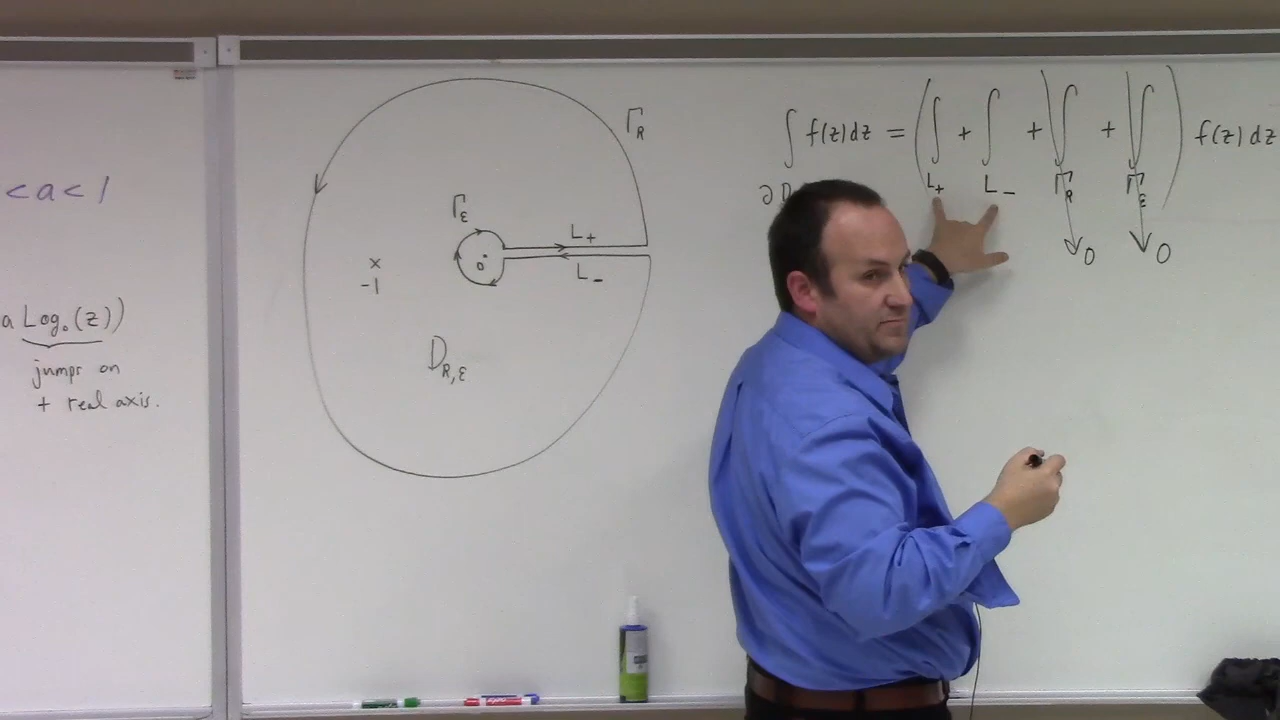 < a < 1
a Log₀(z))
jumps on
+ real axis.
Γ_R
Γ_ε
L₊
L₋
0
×
-1
D_{R,ε}
∫ f(z)dz = ( ∫ + ∫ + ∫ + ∫ ) f(z) dz
∂D L₊ L₋ Γ_R Γ_ε
0 0